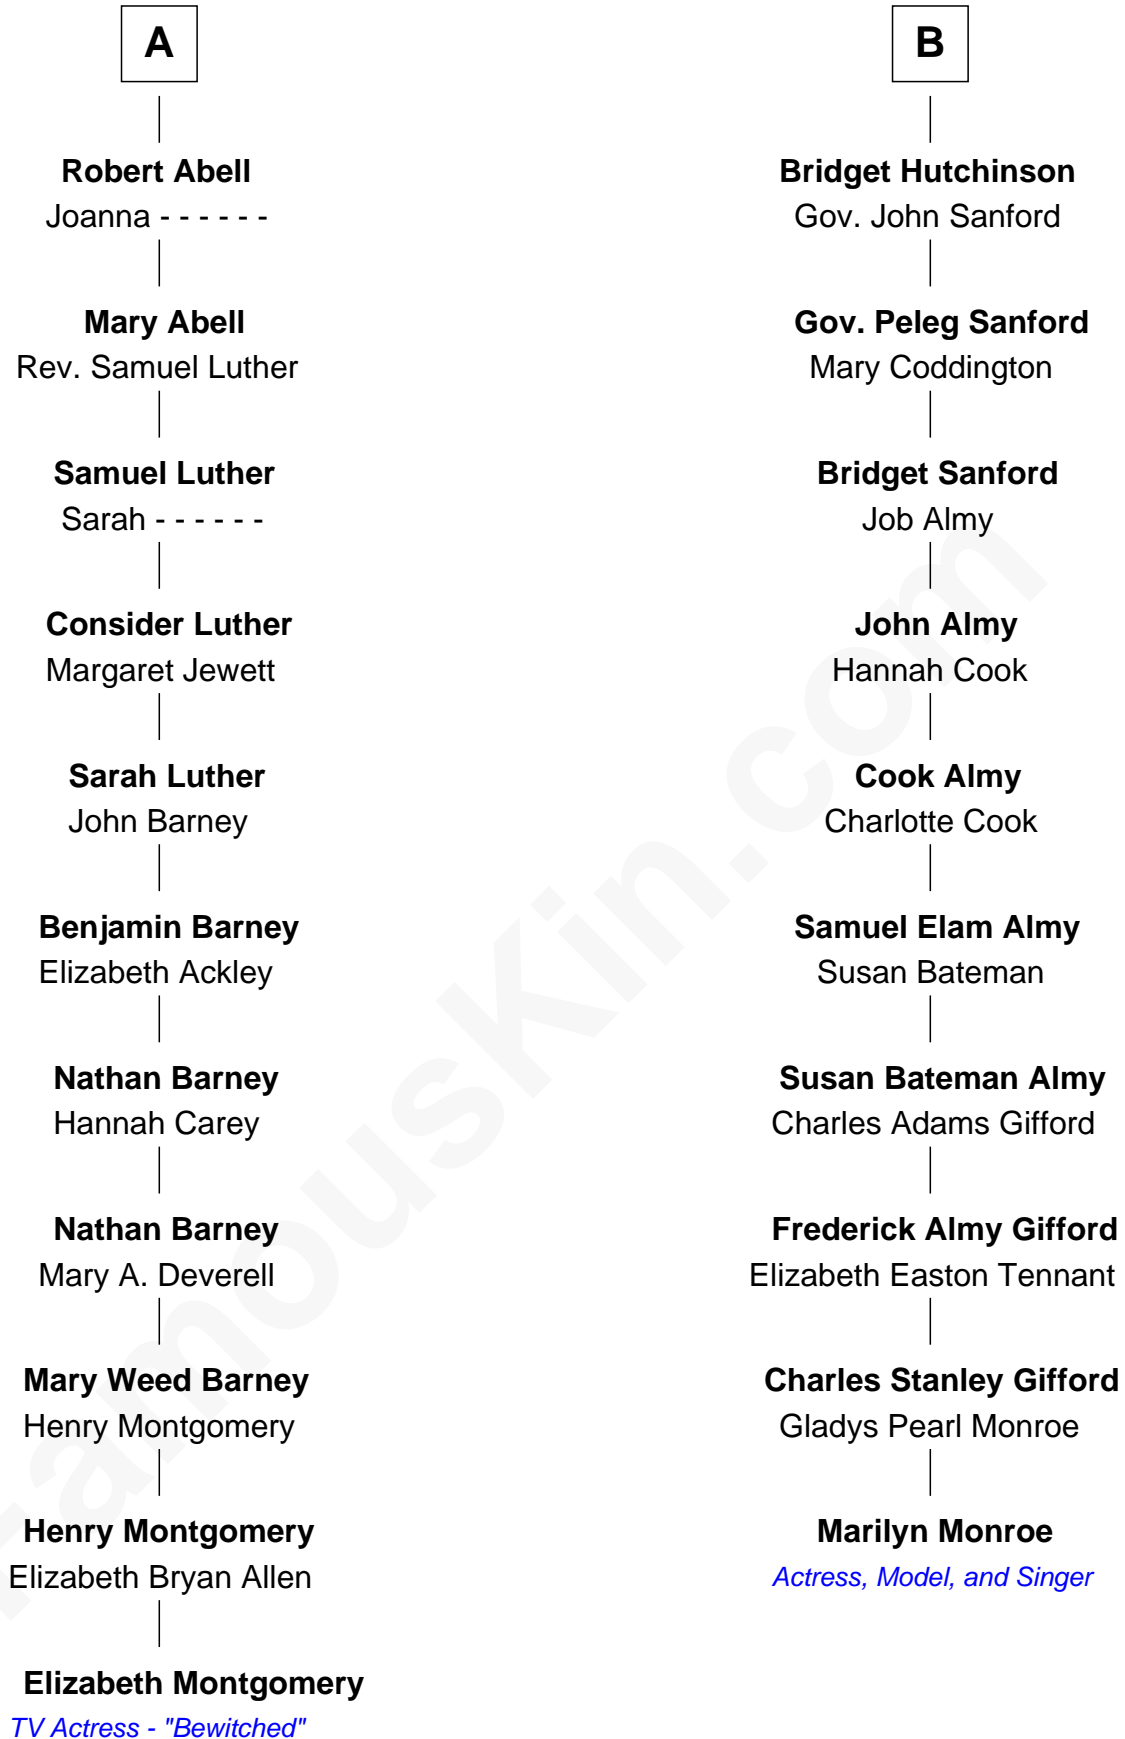 A
Robert Abell
Joanna - - - - - -
Mary Abell
Rev. Samuel Luther
Samuel Luther
Sarah - - - - - -
Consider Luther
Margaret Jewett
Sarah Luther
John Barney
Benjamin Barney
Elizabeth Ackley
Nathan Barney
Hannah Carey
Nathan Barney
Mary A. Deverell
Mary Weed Barney
Henry Montgomery
Henry Montgomery
Elizabeth Bryan Allen
Elizabeth Montgomery
TV Actress - "Bewitched"
B
Bridget Hutchinson
Gov. John Sanford
Gov. Peleg Sanford
Mary Coddington
Bridget Sanford
Job Almy
John Almy
Hannah Cook
Cook Almy
Charlotte Cook
Samuel Elam Almy
Susan Bateman
Susan Bateman Almy
Charles Adams Gifford
Frederick Almy Gifford
Elizabeth Easton Tennant
Charles Stanley Gifford
Gladys Pearl Monroe
Marilyn Monroe
Actress, Model, and Singer
FamousKin.com